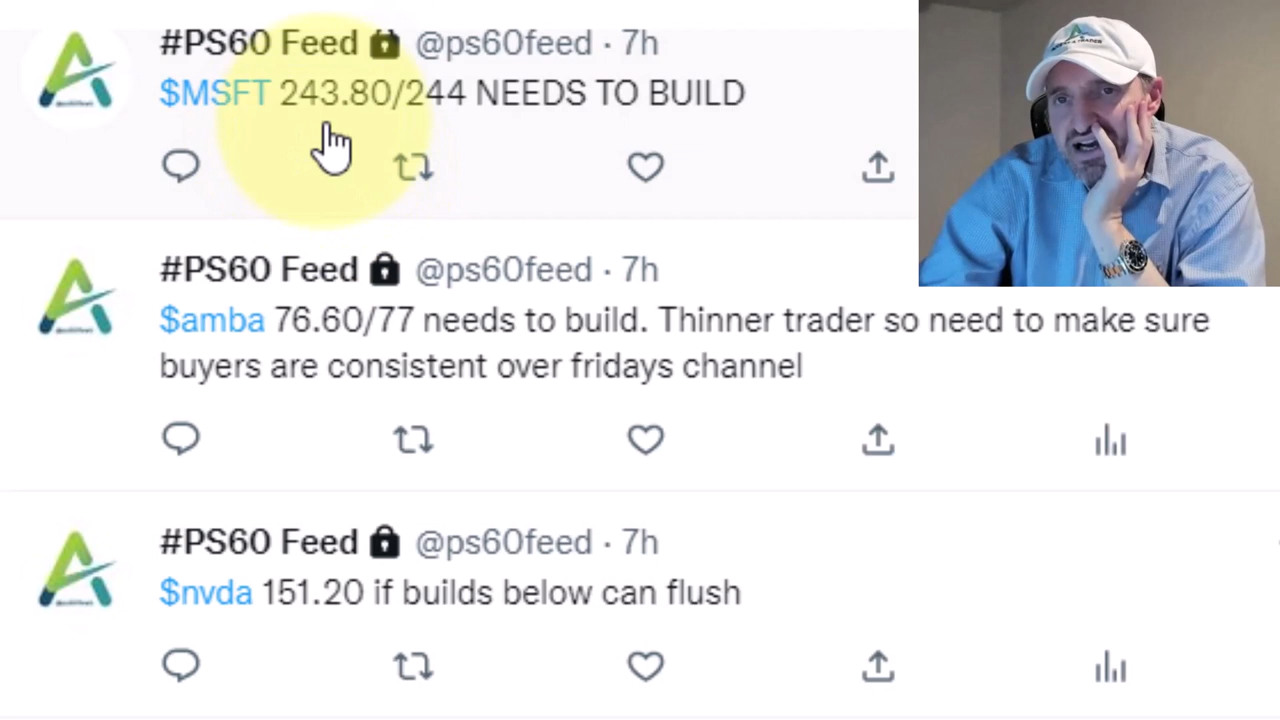 #PS60 Feed @ps60feed · 7h
$MSFT 243.80/244 NEEDS TO BUILD
#PS60 Feed @ps60feed · 7h
$amba 76.60/77 needs to build. Thinner trader so need to make sure
buyers are consistent over fridays channel
#PS60 Feed @ps60feed · 7h
$nvda 151.20 if builds below can flush